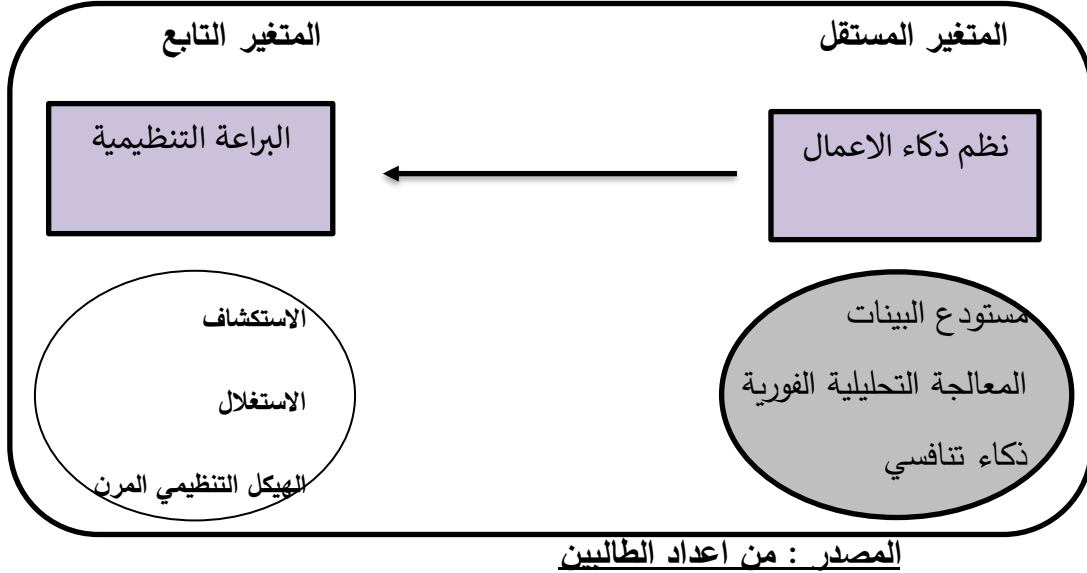 المتغير المستقل
المتغير التابع
نظم ذكاء الاعمال
البراعة التنظيمية
مستودع البينات
المعالجة التحليلية الفورية
ذكاء تنافسي
الاستكشاف
الاستغلال
الهيكل التنظيمي المرن
المصدر : من اعداد الطالبين